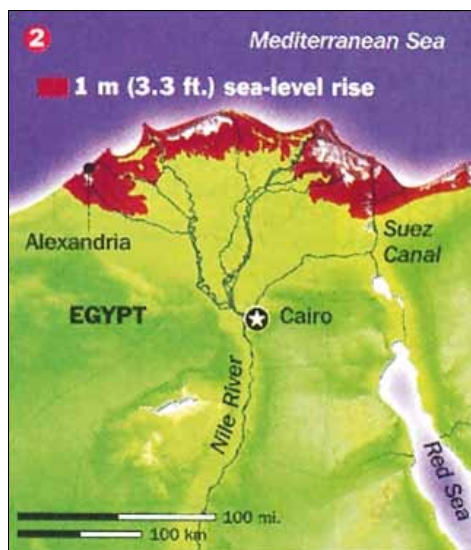 2
Mediterranean Sea
1 m (3.3 ft.) sea-level rise
Alexandria
Suez
Canal
EGYPT
Cairo
Nile River
Red Sea
100 mi.
100 km